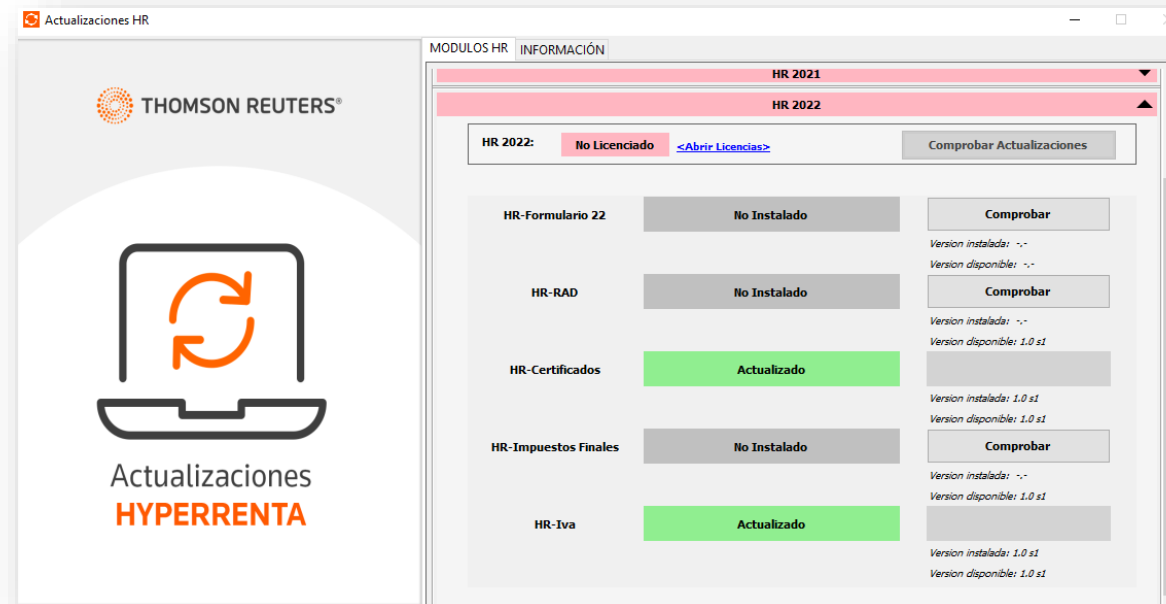 Actualizaciones HR
THOMSON REUTERS®
Actualizaciones
HYPERRENTA
MODULOS HR INFORMACIÓN
HR 2021
HR 2022
HR 2022: No Licenciado <Abrir Licencias> Comprobar Actualizaciones
HR-Formulario 22 No Instalado Comprobar
Version instalada: -.-
Version disponible: -.-
HR-RAD No Instalado Comprobar
Version instalada: -.-
Version disponible: 1.0 s1
HR-Certificados Actualizado
Version instalada: 1.0 s1
Version disponible: 1.0 s1
HR-Impuestos Finales No Instalado Comprobar
Version instalada: -.-
Version disponible: 1.0 s1
HR-Iva Actualizado
Version instalada: 1.0 s1
Version disponible: 1.0 s1